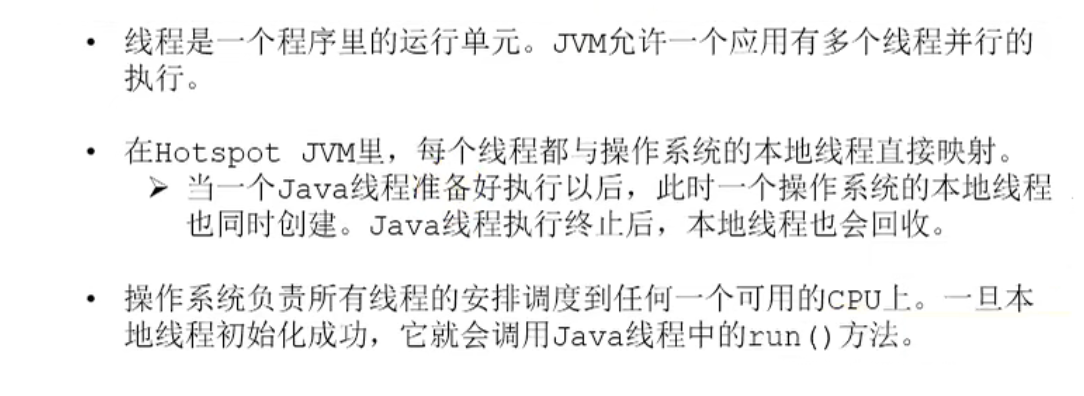 • 线程是一个程序里的运行单元。JVM允许一个应用有多个线程并行的
执行。
• 在Hotspot JVM里，每个线程都与操作系统的本地线程直接映射。
➢ 当一个Java线程准备好执行以后，此时一个操作系统的本地线程
也同时创建。Java线程执行终止后，本地线程也会回收。
• 操作系统负责所有线程的安排调度到任何一个可用的CPU上。一旦本
地线程初始化成功，它就会调用Java线程中的run()方法。